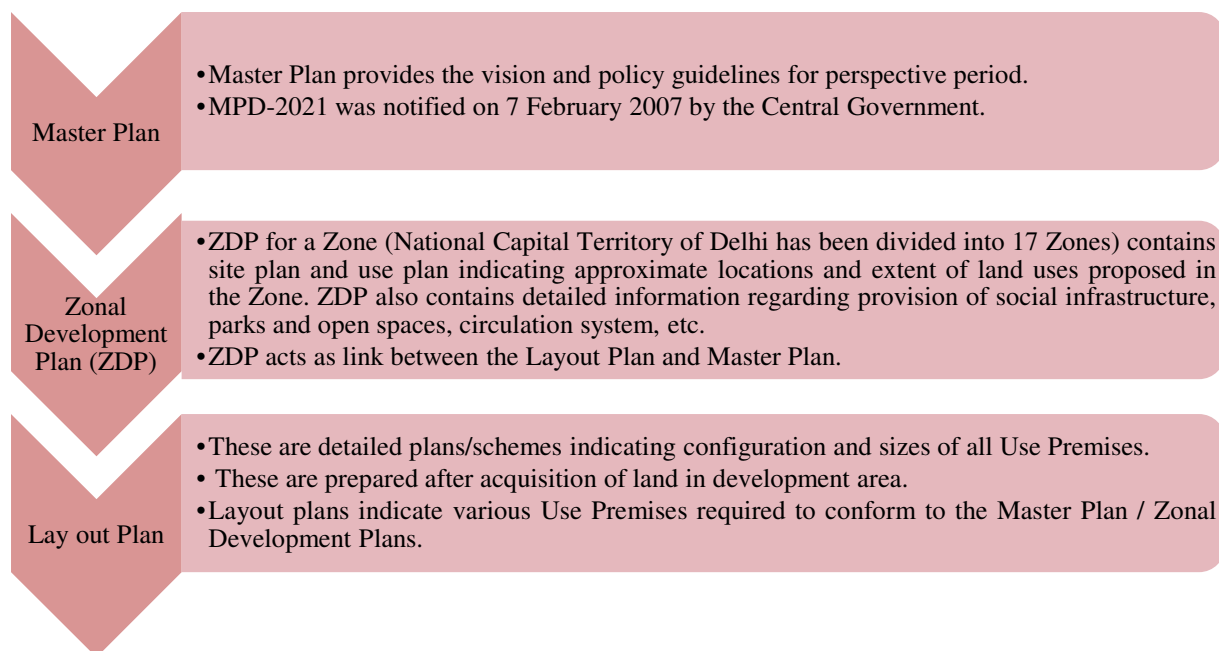 Master Plan
•Master Plan provides the vision and policy guidelines for perspective period.
•MPD-2021 was notified on 7 February 2007 by the Central Government.
Zonal
Development
Plan (ZDP)
•ZDP for a Zone (National Capital Territory of Delhi has been divided into 17 Zones) contains
site plan and use plan indicating approximate locations and extent of land uses proposed in
the Zone. ZDP also contains detailed information regarding provision of social infrastructure,
parks and open spaces, circulation system, etc.
•ZDP acts as link between the Layout Plan and Master Plan.
Lay out Plan
•These are detailed plans/schemes indicating configuration and sizes of all Use Premises.
• These are prepared after acquisition of land in development area.
•Layout plans indicate various Use Premises required to conform to the Master Plan / Zonal
Development Plans.